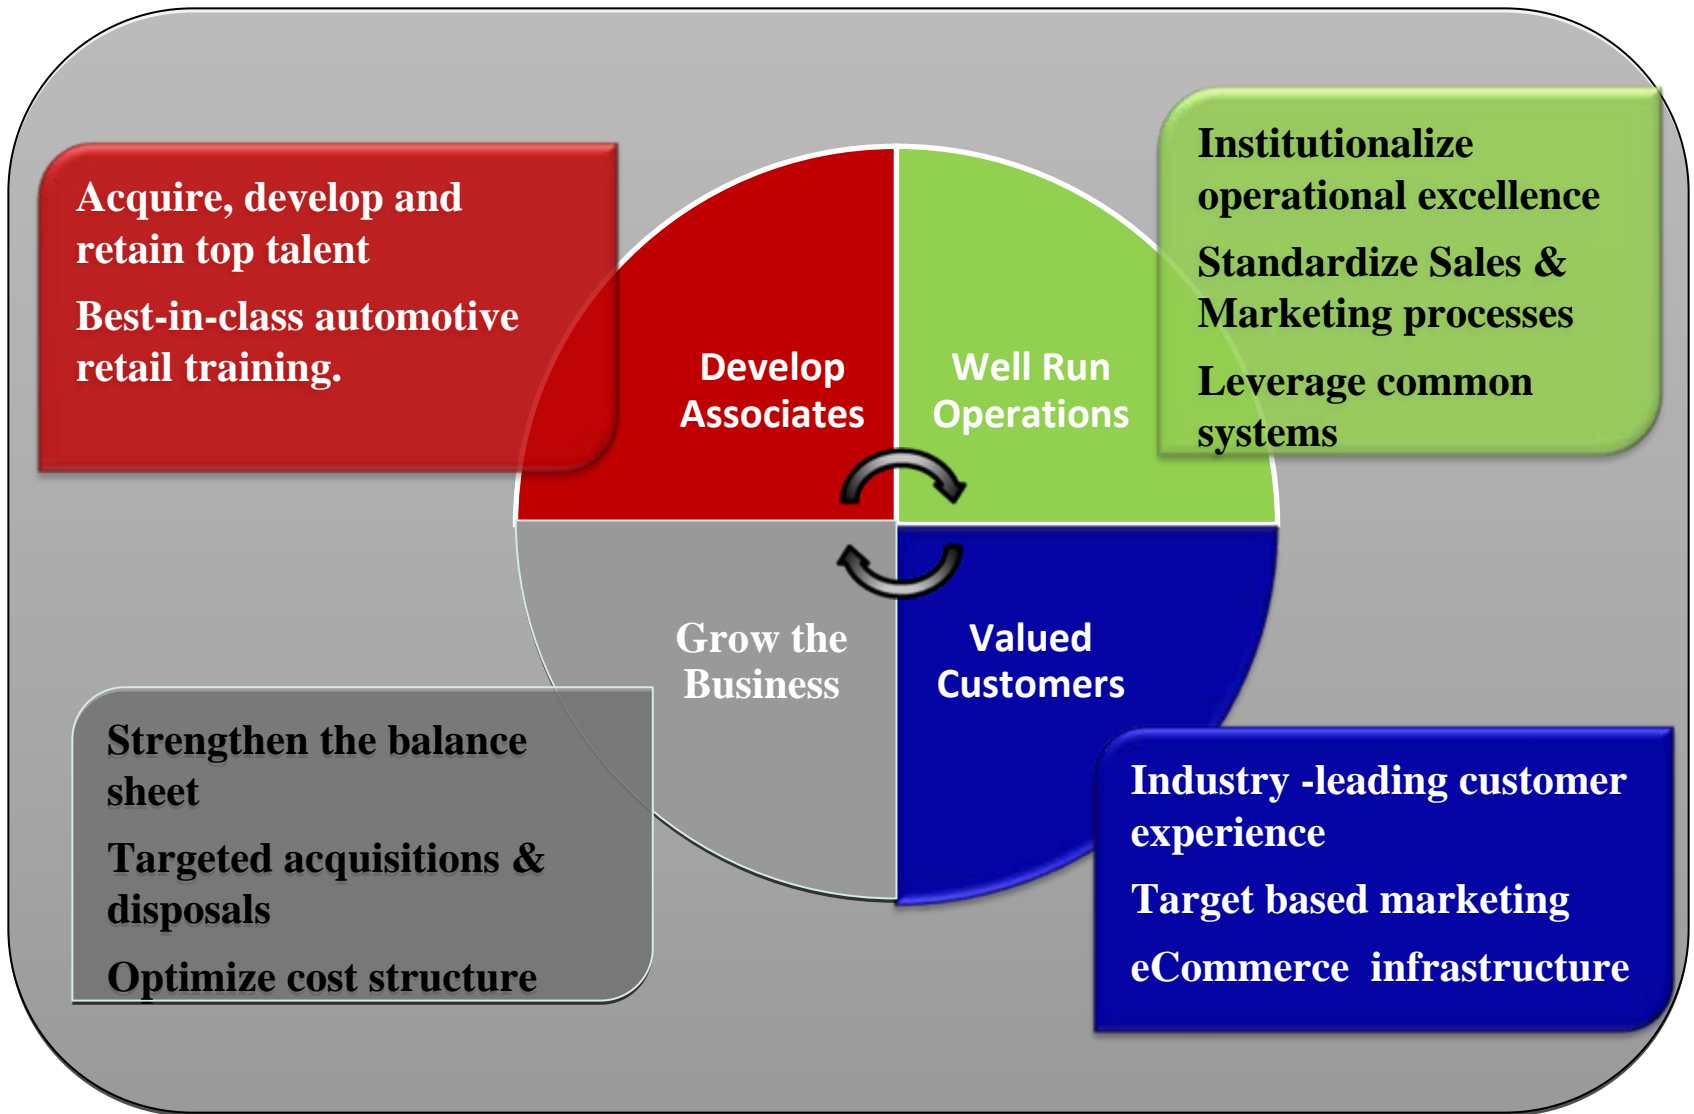 Acquire, develop and
retain top talent
Best-in-class automotive
retail training.
Institutionalize
operational excellence
Standardize Sales &
Marketing processes
Leverage common
systems
Develop
Associates
Well Run
Operations
Grow the
Business
Valued
Customers
Strengthen the balance
sheet
Targeted acquisitions &
disposals
Optimize cost structure
Industry -leading customer
experience
Target based marketing
eCommerce  infrastructure